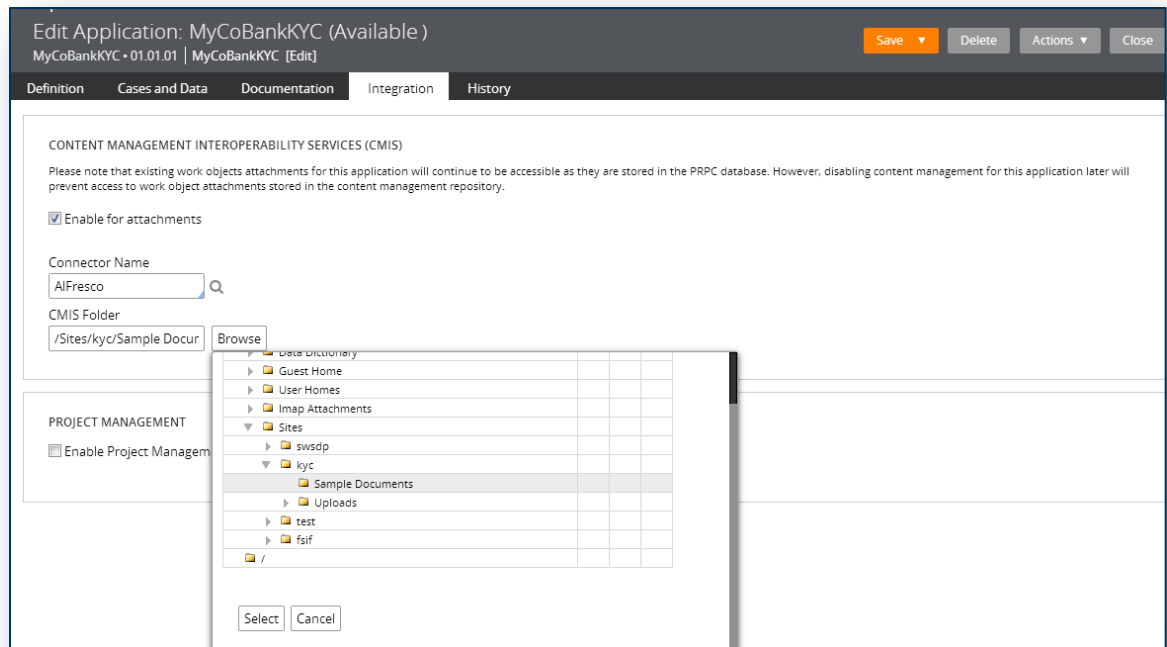 Edit Application: MyCoBankKYC (Available )
Save ▼ Delete Actions ▼ Close
MyCoBankKYC • 01.01.01 | MyCoBankKYC [Edit]
Definition Cases and Data Documentation Integration History
CONTENT MANAGEMENT INTEROPERABILITY SERVICES (CMIS)
Please note that existing work objects attachments for this application will continue to be accessible as they are stored in the PRPC database. However, disabling content management for this application later will
prevent access to work object attachments stored in the content management repository.
Enable for attachments
Connector Name
AlFresco
CMIS Folder
/Sites/kyc/Sample Docur Browse
Data Dictionary
Guest Home
User Homes
Imap Attachments
Sites
swsdp
kyc
Sample Documents
Uploads
test
fsif
/
Select Cancel
PROJECT MANAGEMENT
Enable Project Managem